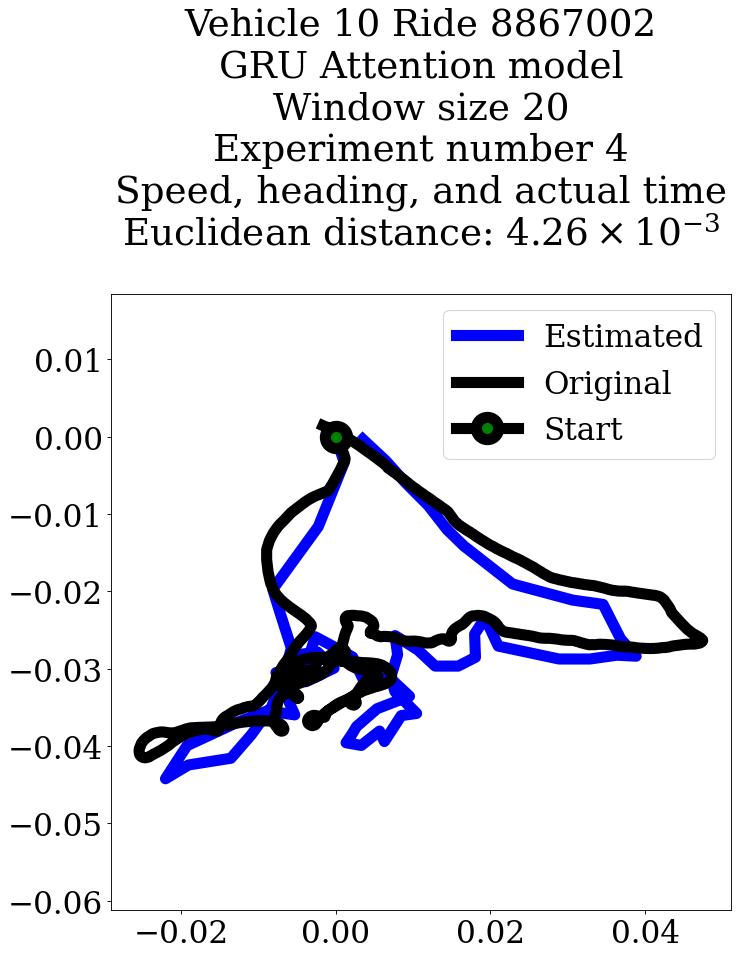 Vehicle 10 Ride 8867002
GRU Attention model
Window size 20
Experiment number 4
Speed, heading, and actual time
Euclidean distance: 4.26 × 10⁻³
Estimated
Original
Start
0.01
0.00
−0.01
−0.02
−0.03
−0.04
−0.05
−0.06
−0.02
0.00
0.02
0.04